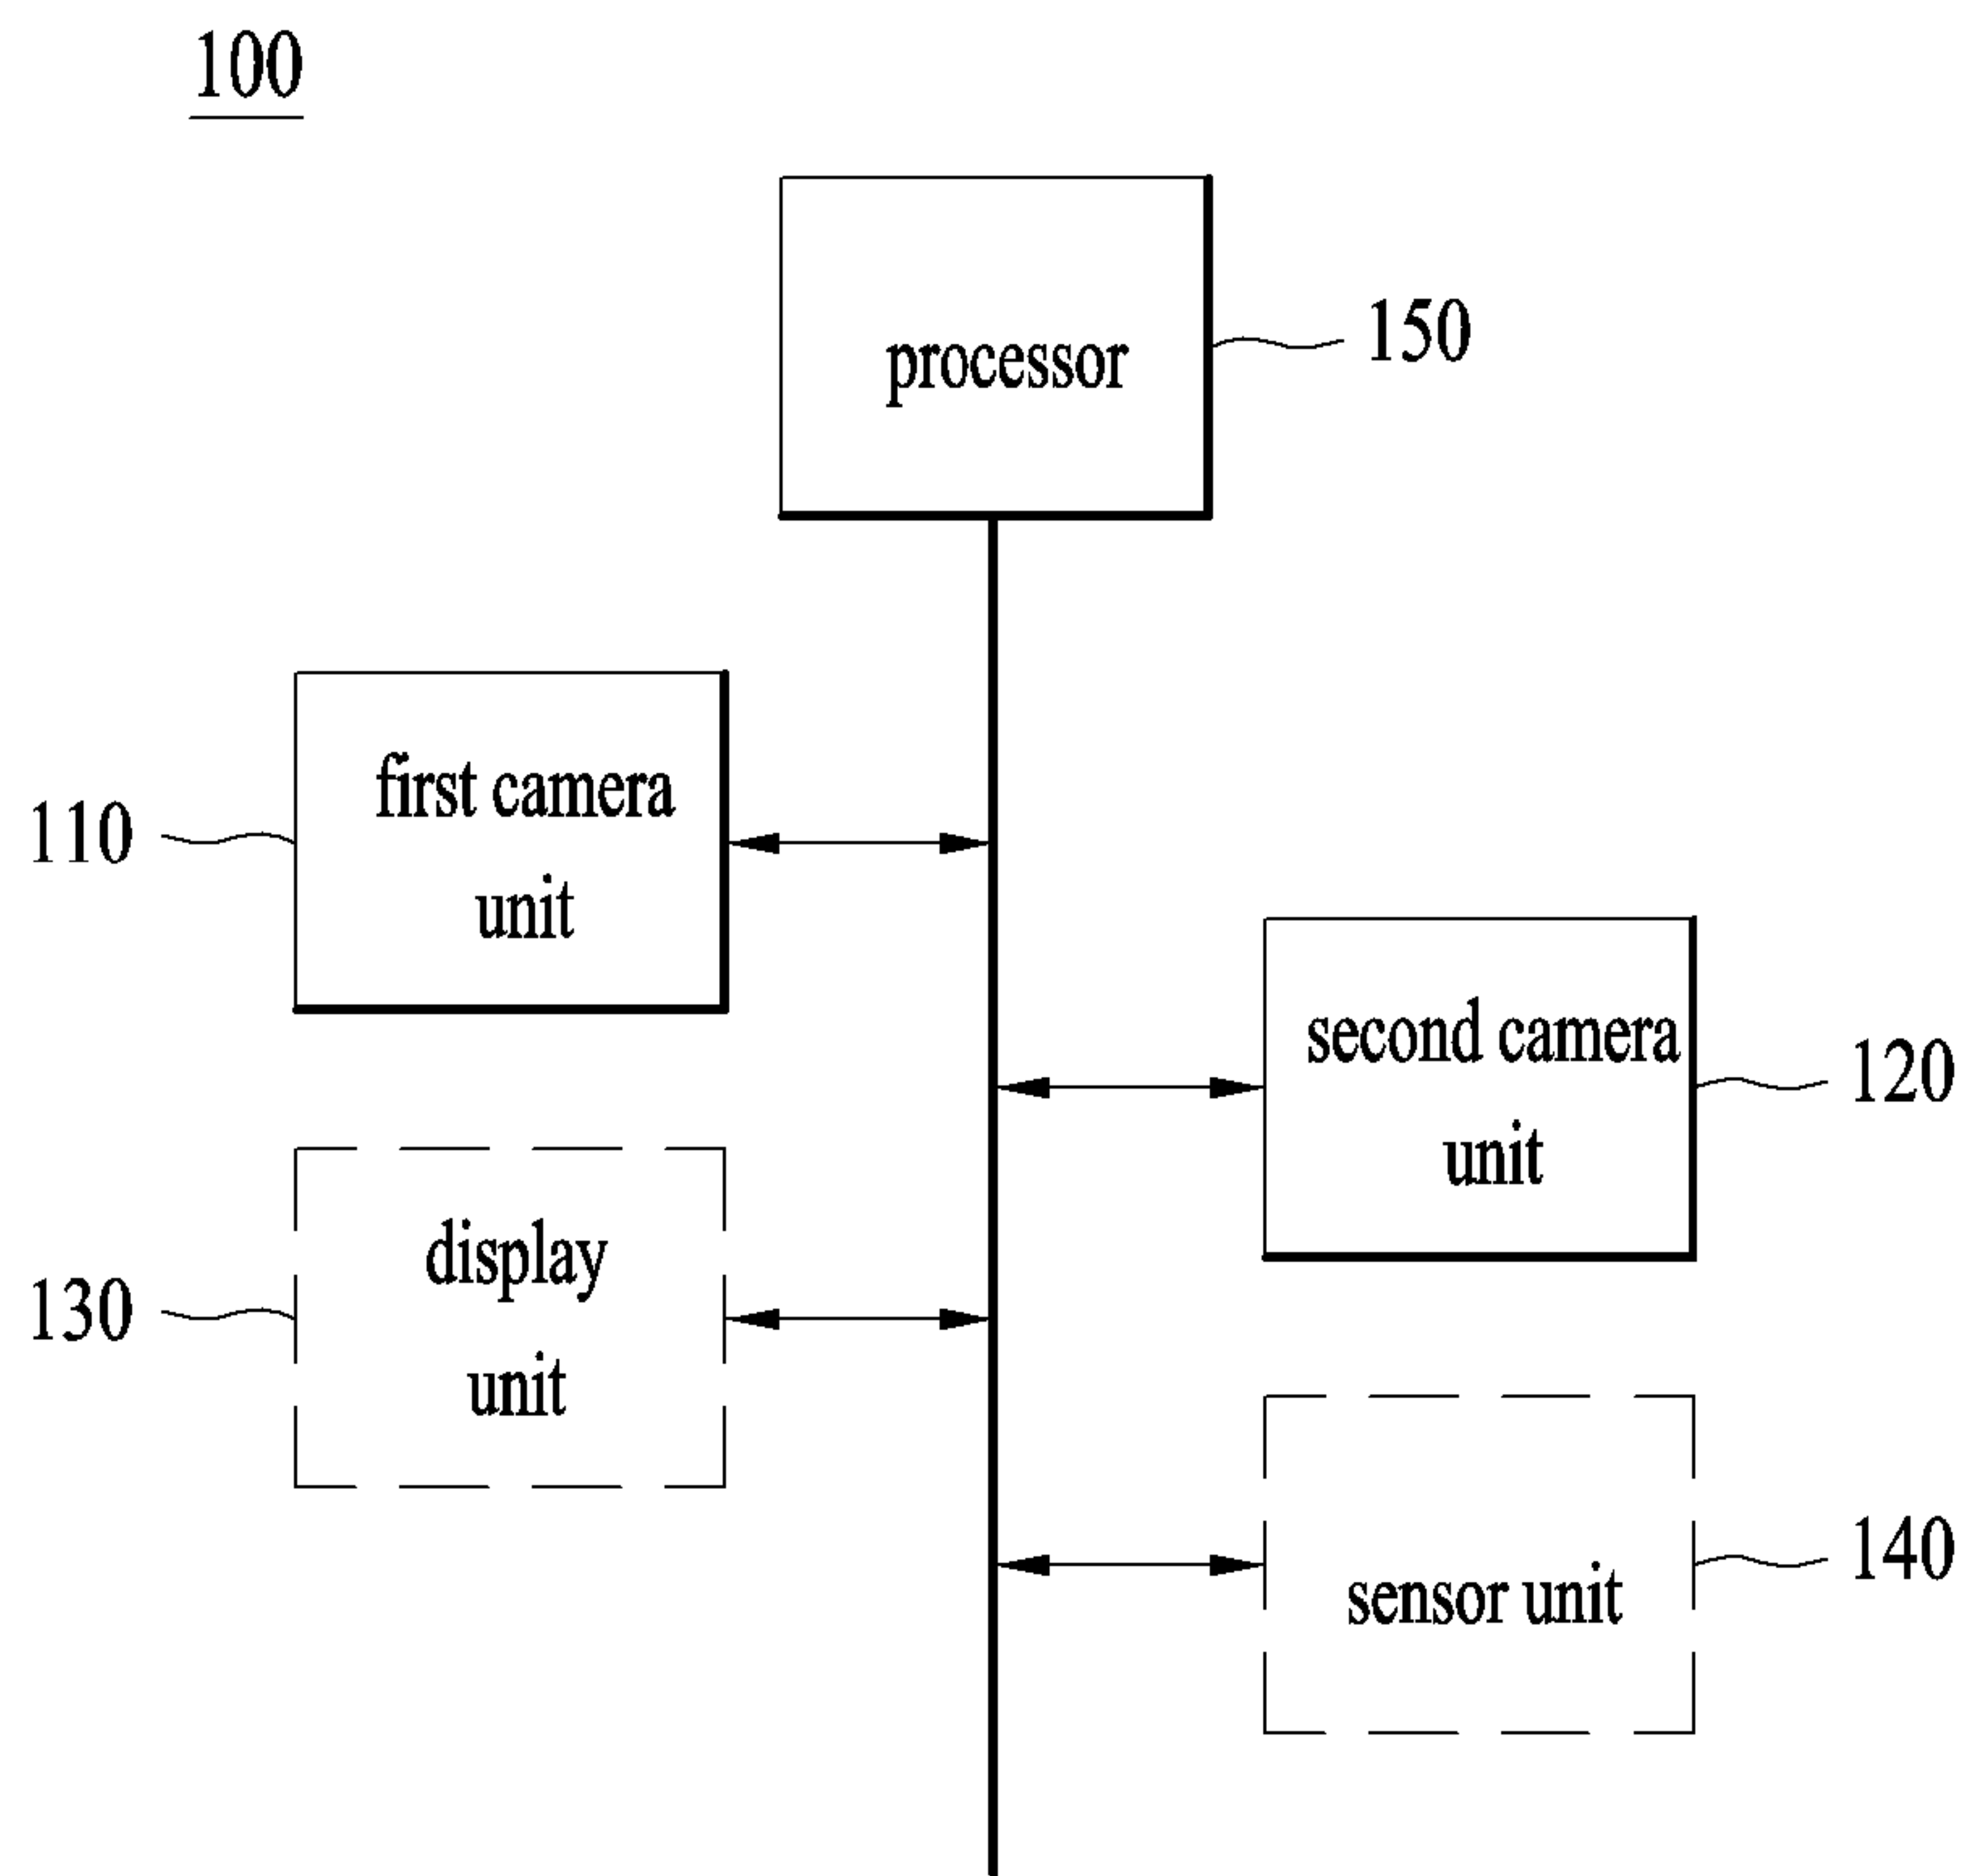 100
processor
150
first camera
unit
110
second camera
unit
120
display
unit
130
sensor unit
140